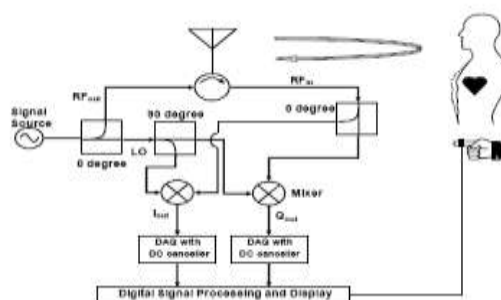 RFout
RFin
Signal
Source
90 degree
0 degree
LO
0 degree
Mixer
Iout
Qout
DAQ with
DC canceller
DAQ with
DC canceller
Digital Signal Processing and Display